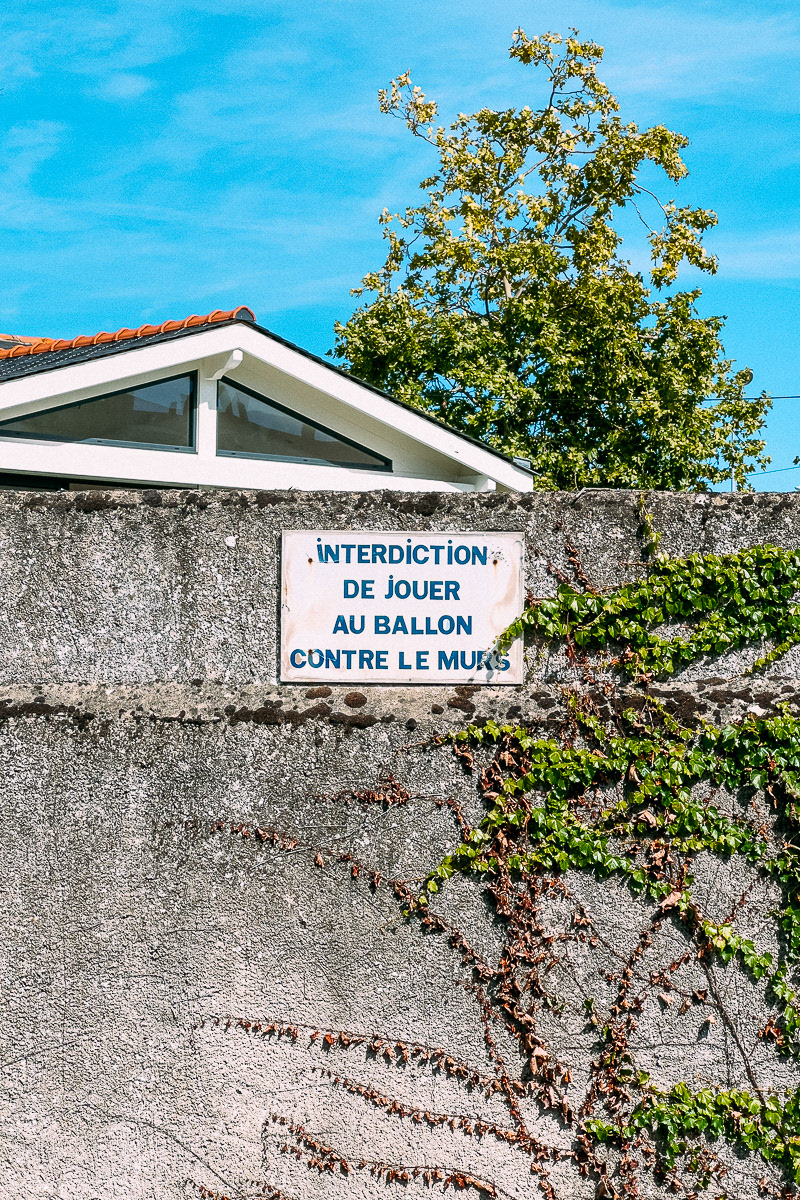 iNTERDiCTiON
DE JOUER
AU BALLON
CONTRE LE MURS